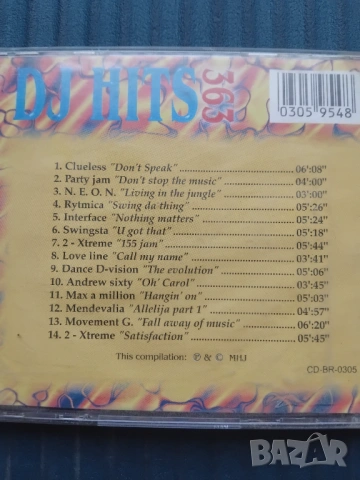 DJ HITS
363
0305 9548
1. Clueless "Don't Speak" 06':08"
2. Party jam "Don't stop the music" 04':00"
3. N. E. O. N. "Living in the jungle" 03':00"
4. Rytmica "Swing da thing" 05':26"
5. Interface "Nothing matters" 05':24"
6. Swingsta "U got that" 05':18"
7. 2 - Xtreme "155 jam" 05':44"
8. Love line "Call my name" 03':41"
9. Dance D-vision "The evolution" 05':06"
10. Andrew sixty "Oh' Carol" 03':45"
11. Max a million "Hangin' on" 05':03"
12. Mendevalia "Allelija part 1" 04':57"
13. Movement G. "Fall away of music" 06':20"
14. 2 - Xtreme "Satisfaction" 05':45"
This compilation: ℗ & © MHJ
CD-BR-0305
BAZAR